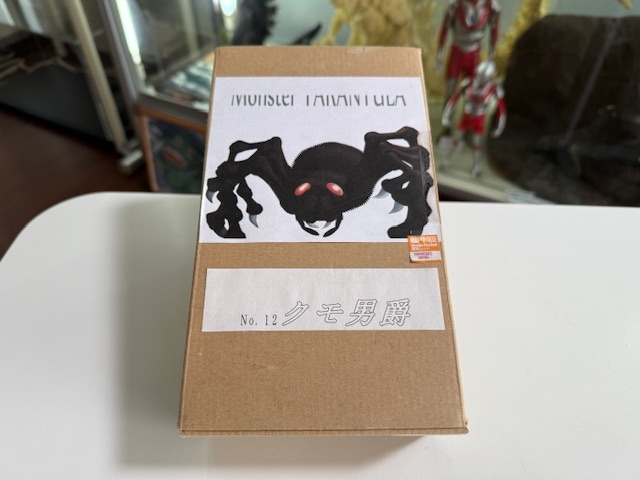 Monster TARANTULA
No. 12 クモ男爵